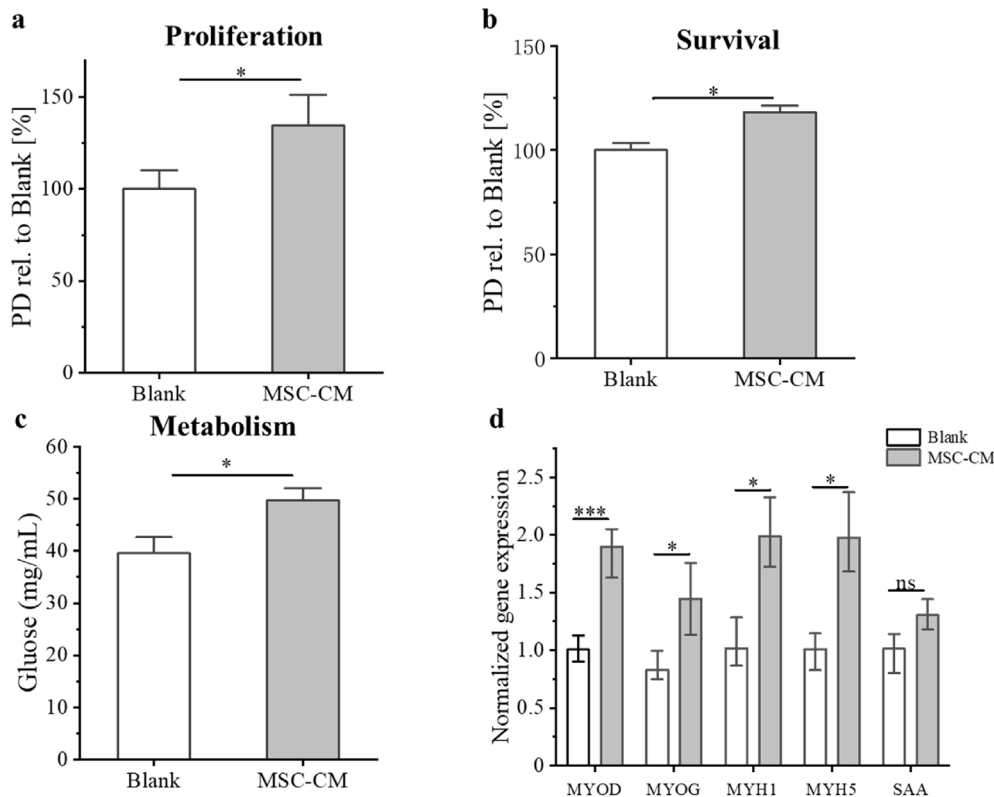 a
Proliferation
PD rel. to Blank [%]
150
100
50
0
*
Blank
MSC-CM
b
Survival
PD rel. to Blank [%]
150
100
50
0
*
Blank
MSC-CM
c
Metabolism
Gluose (mg/mL)
60
50
40
30
20
10
0
*
Blank
MSC-CM
d
Blank
MSC-CM
Normalized gene expression
2.5
2.0
1.5
1.0
0.5
0
***
*
*
*
ns
MYOD
MYOG
MYH1
MYH5
SAA